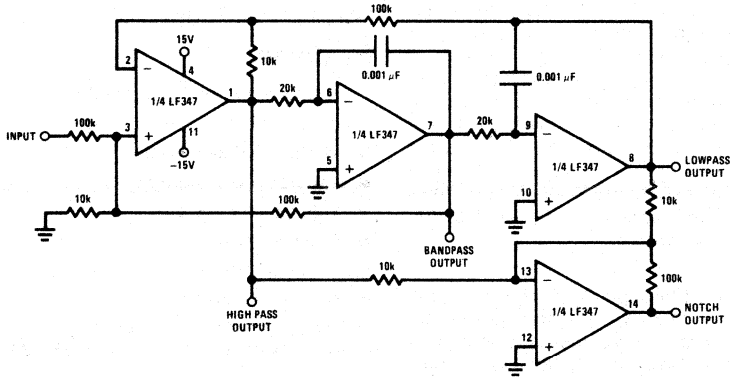 100k
15V
2
4
10k
0.001 µF
0.001 µF
1/4 LF347
1
20k
6
100k
3
1/4 LF347
7
20k
9
INPUT
11
-15V
5
1/4 LF347
8
LOWPASS
OUTPUT
10k
100k
10
10k
BANDPASS
OUTPUT
10k
13
100k
HIGH PASS
OUTPUT
1/4 LF347
14
NOTCH
OUTPUT
12